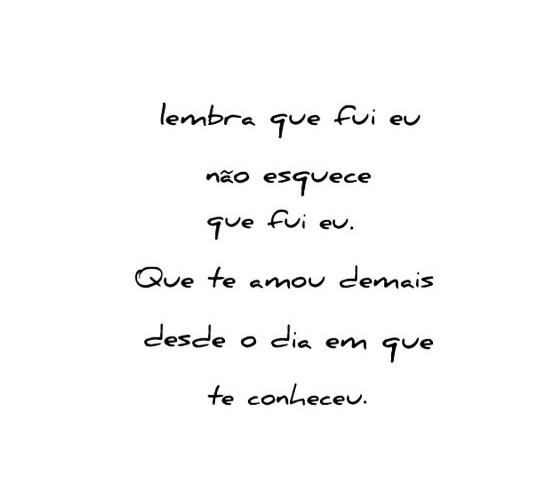 lembra que fui eu
não esquece
que fui eu.
Que te amou demais
desde o dia em que
te conheceu.